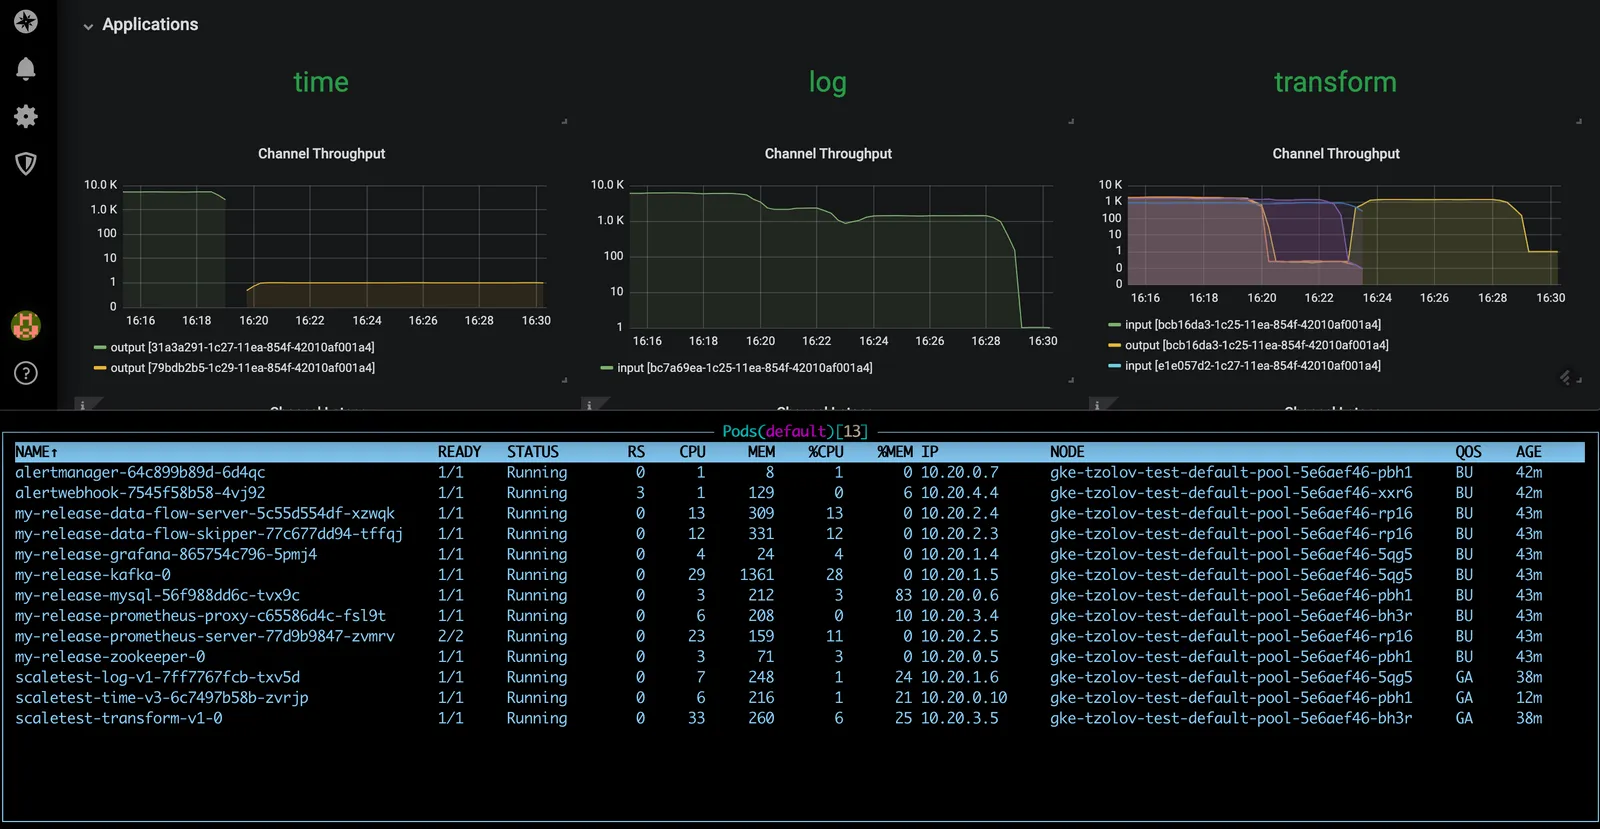 Applications
time
log
transform
Channel Throughput
10.0 K
1.0 K
100
10
1
0
16:16 16:18 16:20 16:22 16:24 16:26 16:28 16:30
output [31a3a291-1c27-11ea-854f-42010af001a4]
output [79bdb2b5-1c29-11ea-854f-42010af001a4]
Channel Throughput
10.0 K
1.0 K
100
10
1
16:16 16:18 16:20 16:22 16:24 16:26 16:28 16:30
input [bc7a69ea-1c25-11ea-854f-42010af001a4]
Channel Throughput
10 K
1 K
100
10
1
0
0
16:16 16:18 16:20 16:22 16:24 16:26 16:28 16:30
input [bcb16da3-1c25-11ea-854f-42010af001a4]
output [bcb16da3-1c25-11ea-854f-42010af001a4]
input [e1e057d2-1c27-11ea-854f-42010af001a4]
Pods(default)[13]
NAME↑ READY STATUS RS CPU MEM %CPU %MEM IP NODE QOS AGE
alertmanager-64c899b89d-6d4qc 1/1 Running 0 1 8 1 0 10.20.0.7 gke-tzolov-test-default-pool-5e6aef46-pbh1 BU 42m
alertwebhook-7545f58b58-4vj92 1/1 Running 3 1 129 0 6 10.20.4.4 gke-tzolov-test-default-pool-5e6aef46-xxr6 BU 42m
my-release-data-flow-server-5c55d554df-xzwqk 1/1 Running 0 13 309 13 0 10.20.2.4 gke-tzolov-test-default-pool-5e6aef46-rp16 BU 43m
my-release-data-flow-skipper-77c677dd94-tffqj 1/1 Running 0 12 331 12 0 10.20.2.3 gke-tzolov-test-default-pool-5e6aef46-rp16 BU 43m
my-release-grafana-865754c796-5pmj4 1/1 Running 0 4 24 4 0 10.20.1.4 gke-tzolov-test-default-pool-5e6aef46-5qg5 BU 43m
my-release-kafka-0 1/1 Running 0 29 1361 28 0 10.20.1.5 gke-tzolov-test-default-pool-5e6aef46-5qg5 BU 43m
my-release-mysql-56f988dd6c-tvx9c 1/1 Running 0 3 212 3 83 10.20.0.6 gke-tzolov-test-default-pool-5e6aef46-pbh1 BU 43m
my-release-prometheus-proxy-c65586d4c-fsl9t 1/1 Running 0 6 208 0 10 10.20.3.4 gke-tzolov-test-default-pool-5e6aef46-bh3r BU 43m
my-release-prometheus-server-77d9b9847-zvmrv 2/2 Running 0 23 159 11 0 10.20.2.5 gke-tzolov-test-default-pool-5e6aef46-rp16 BU 43m
my-release-zookeeper-0 1/1 Running 0 3 71 3 0 10.20.0.5 gke-tzolov-test-default-pool-5e6aef46-pbh1 BU 43m
scaletest-log-v1-7ff7767fcb-txv5d 1/1 Running 0 7 248 1 24 10.20.1.6 gke-tzolov-test-default-pool-5e6aef46-5qg5 GA 38m
scaletest-time-v3-6c7497b58b-zvrjp 1/1 Running 0 6 216 1 21 10.20.0.10 gke-tzolov-test-default-pool-5e6aef46-pbh1 GA 12m
scaletest-transform-v1-0 1/1 Running 0 33 260 6 25 10.20.3.5 gke-tzolov-test-default-pool-5e6aef46-bh3r GA 38m